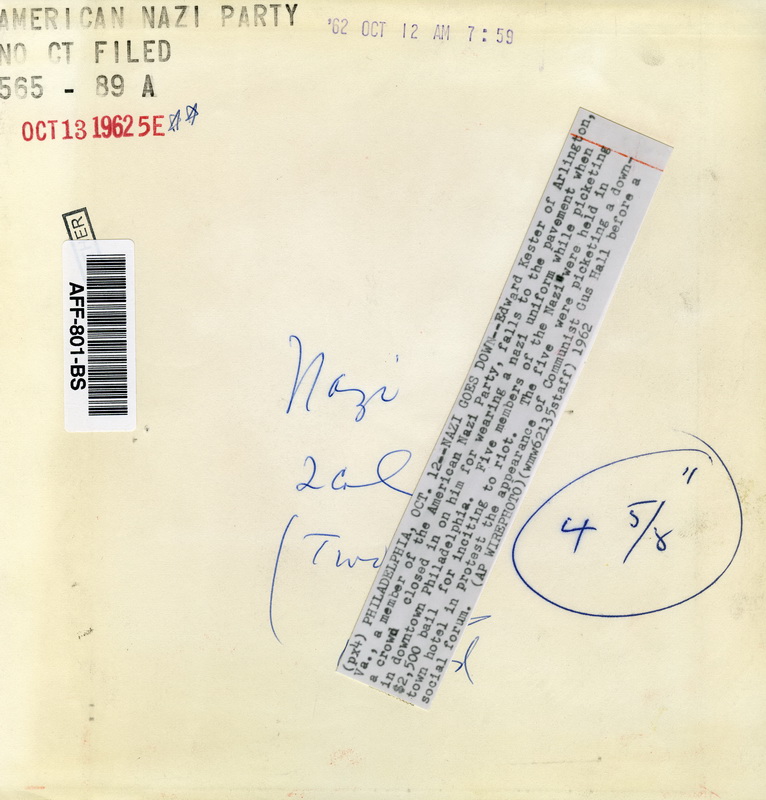 AMERICAN NAZI PARTY
NO CT FILED
565 - 89 A
'62 OCT 12 AM 7:59
OCT 13 1962 5E
ER
AFF-801-BS
Nazi
2 col
(Two
4 5/8"
(px4) PHILADELPHIA, OCT. 12--NAZI GOES DOWN--Edward Kester of Arlington,
Va., a member of the American Nazi Party, falls to the pavement when
a crowd closed in on him for wearing a nazi uniform while picketing
in downtown Philadelphia. Five members of the Nazi were held in
$2,500 bail for inciting to riot. The five were picketing a down-
town hotel in protest the appearance of Communist Gus Hall before a
social forum. (AP WIREPHOTO)(wmw62135staff) 1962